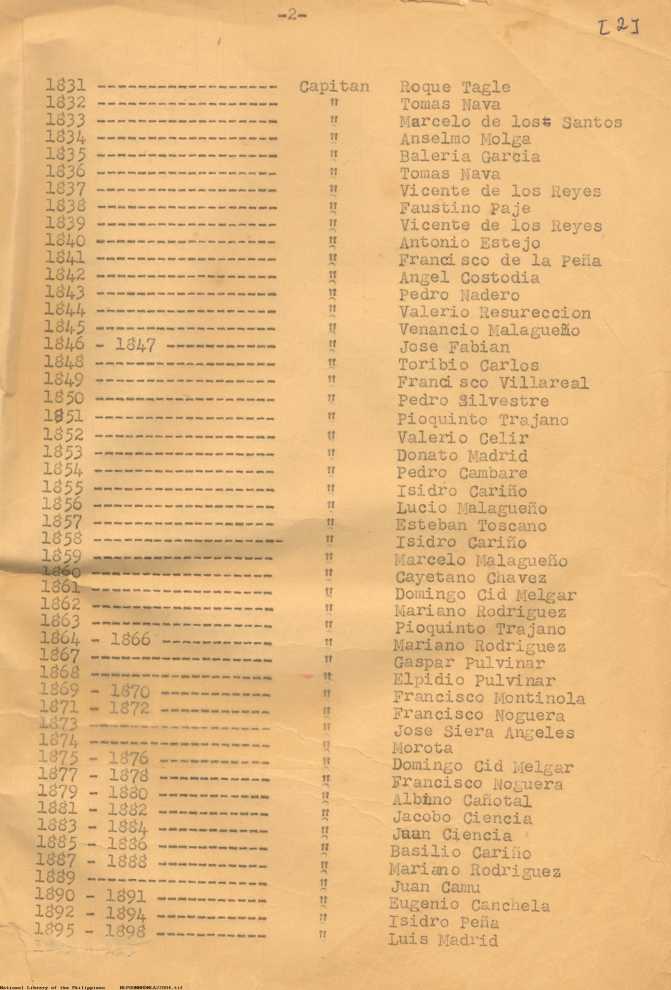 -2-
[2]
1831 ------------------ Capitan Roque Tagle
1832 ------------------ " Tomas Nava
1833 ------------------ " Marcelo de lost Santos
1834 ------------------ " Anselmo Molga
1835 ------------------ " Baleria Garcia
1836 ------------------ " Tomas Nava
1837 ------------------ " Vicente de los Reyes
1838 ------------------ " Faustino Paje
1839 ------------------ " Vicente de los Reyes
1840 ------------------ " Antonio Estejo
1841 ------------------ " Francisco de la Peña
1842 ------------------ " Angel Costodia
1843 ------------------ " Pedro Nadero
1844 ------------------ " Valerio Resureccion
1845 ------------------ " Venancio Malagueño
1846 - 1847 ----------- " Jose Fabian
1848 ------------------ " Toribio Carlos
1849 ------------------ " Francisco Villareal
1850 ------------------ " Pedro Silvestre
1851 ------------------ " Pioquinto Trajano
1852 ------------------ " Valerio Celir
1853 ------------------ " Donato Madrid
1854 ------------------ " Pedro Cambare
1855 ------------------ " Isidro Cariño
1856 ------------------ " Lucio Malagueño
1857 ------------------ " Esteban Toscano
1858 ------------------- " Isidro Cariño
1859 ------------------ " Marcelo Malagueño
1860 ------------------ " Cayetano Chavez
1861 ------------------ " Domingo Cid Melgar
1862 ------------------ " Mariano Rodriguez
1863 ------------------ " Pioquinto Trajano
1864 - 1866 ----------- " Mariano Rodriguez
1867 ------------------ " Gaspar Pulvinar
1868 ------------------ " Elpidio Pulvinar
1869 - 1870 ----------- " Francisco Montinola
1871 - 1872 ----------- " Francisco Noguera
1873 ------------------ " Jose Siera Angeles
1874 ------------------ " Morota
1875 - 1876 ----------- " Domingo Cid Melgar
1877 - 1878 ----------- " Francisco Noguera
1879 - 1880 ----------- " Albino Cañotal
1881 - 1882 ----------- " Jacobo Ciencia
1883 - 1884 ----------- " Juan Ciencia
1885 - 1886 ----------- " Basilio Cariño
1887 - 1888 ----------- " Mariano Rodriguez
1889 ------------------ " Juan Camu
1890 - 1891 ----------- " Eugenio Canchela
1892 - 1894 ----------- " Isidro Peña
1895 - 1898 ----------- " Luis Madrid
National Library of the Philippines